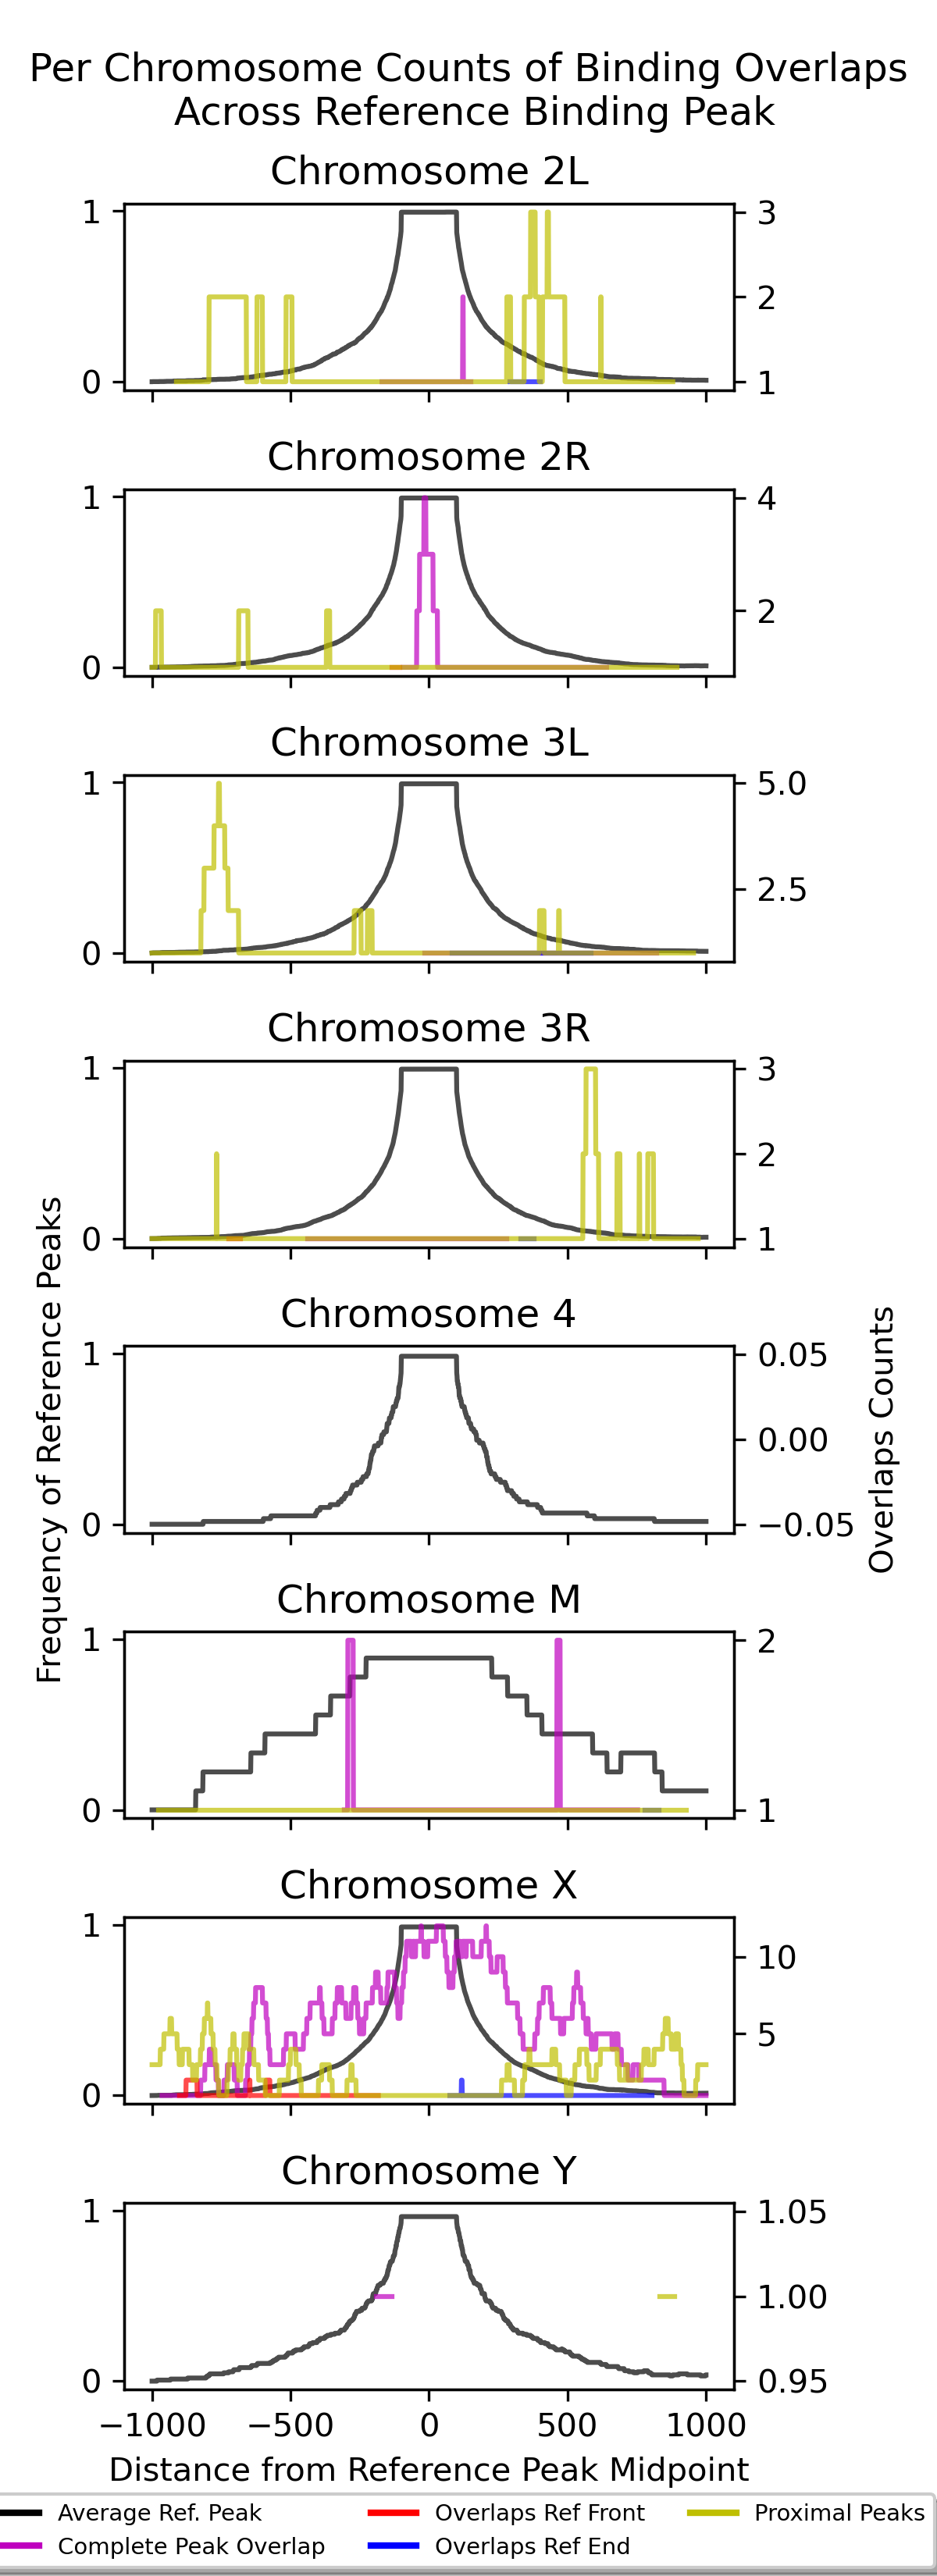 Per Chromosome Counts of Binding Overlaps
Across Reference Binding Peak
Chromosome 2L
1
0
3
2
1
Chromosome 2R
1
0
4
2
Chromosome 3L
1
0
5.0
2.5
Chromosome 3R
1
0
3
2
1
Chromosome 4
1
0
0.05
0.00
−0.05
Frequency of Reference Peaks
Overlaps Counts
Chromosome M
1
0
2
1
Chromosome X
1
0
10
5
Chromosome Y
1
0
1.05
1.00
0.95
−1000 −500 0 500 1000
Distance from Reference Peak Midpoint
Average Ref. Peak
Complete Peak Overlap
Overlaps Ref Front
Overlaps Ref End
Proximal Peaks